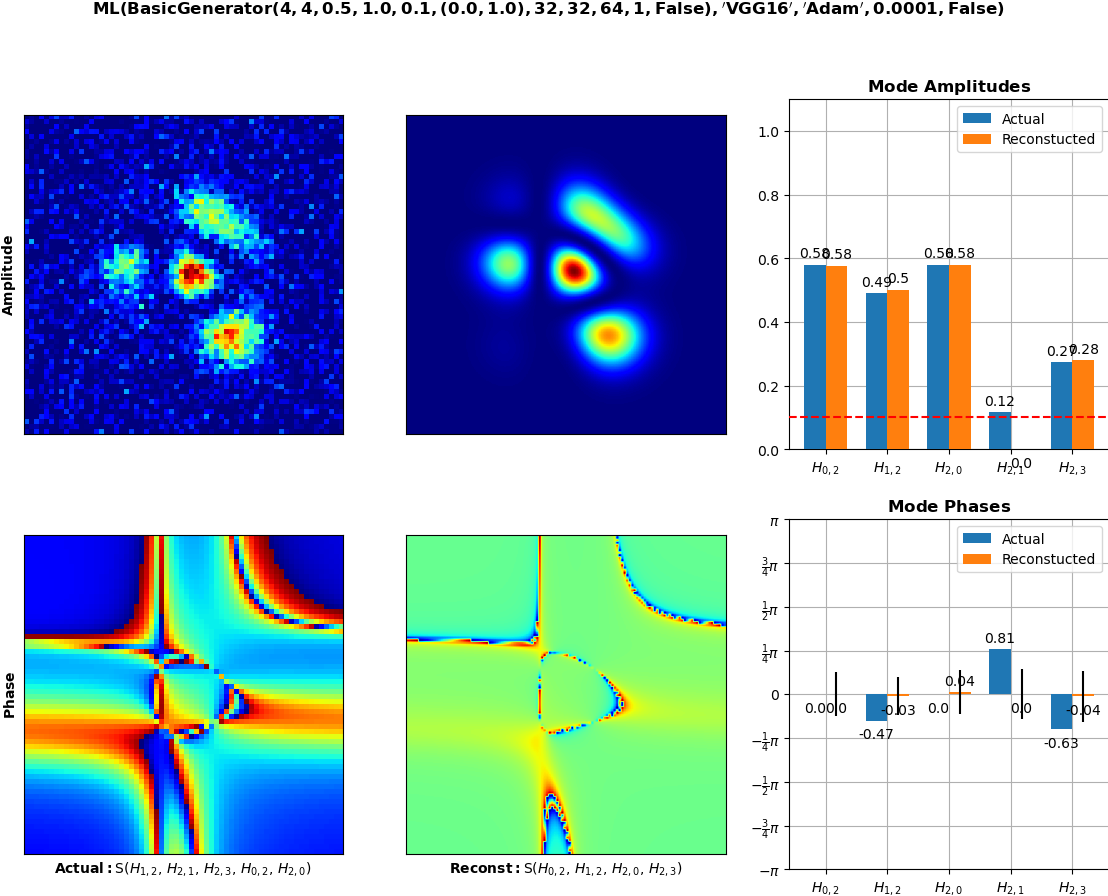 ML(BasicGenerator(4, 4, 0.5, 1.0, 0.1, (0.0, 1.0), 32, 32, 64, 1, False), ′VGG16′, ′Adam′, 0.0001, False)
Mode Amplitudes
Actual
Reconstucted
1.0
0.8
0.6
0.4
0.2
0.0
0.58
0.58
0.49
0.5
0.58
0.58
0.12
0.0
0.27
0.28
H0,2
H1,2
H2,0
H2,1
H2,3
Amplitude
Mode Phases
Actual
Reconstucted
π
3/4π
1/2π
1/4π
0
−1/4π
−1/2π
−3/4π
−π
0.0
0.0
-0.47
-0.03
0.0
0.04
0.81
0.0
-0.63
-0.04
H0,2
H1,2
H2,0
H2,1
H2,3
Phase
Actual: S(H1,2, H2,1, H2,3, H0,2, H2,0)
Reconst: S(H0,2, H1,2, H2,0, H2,3)